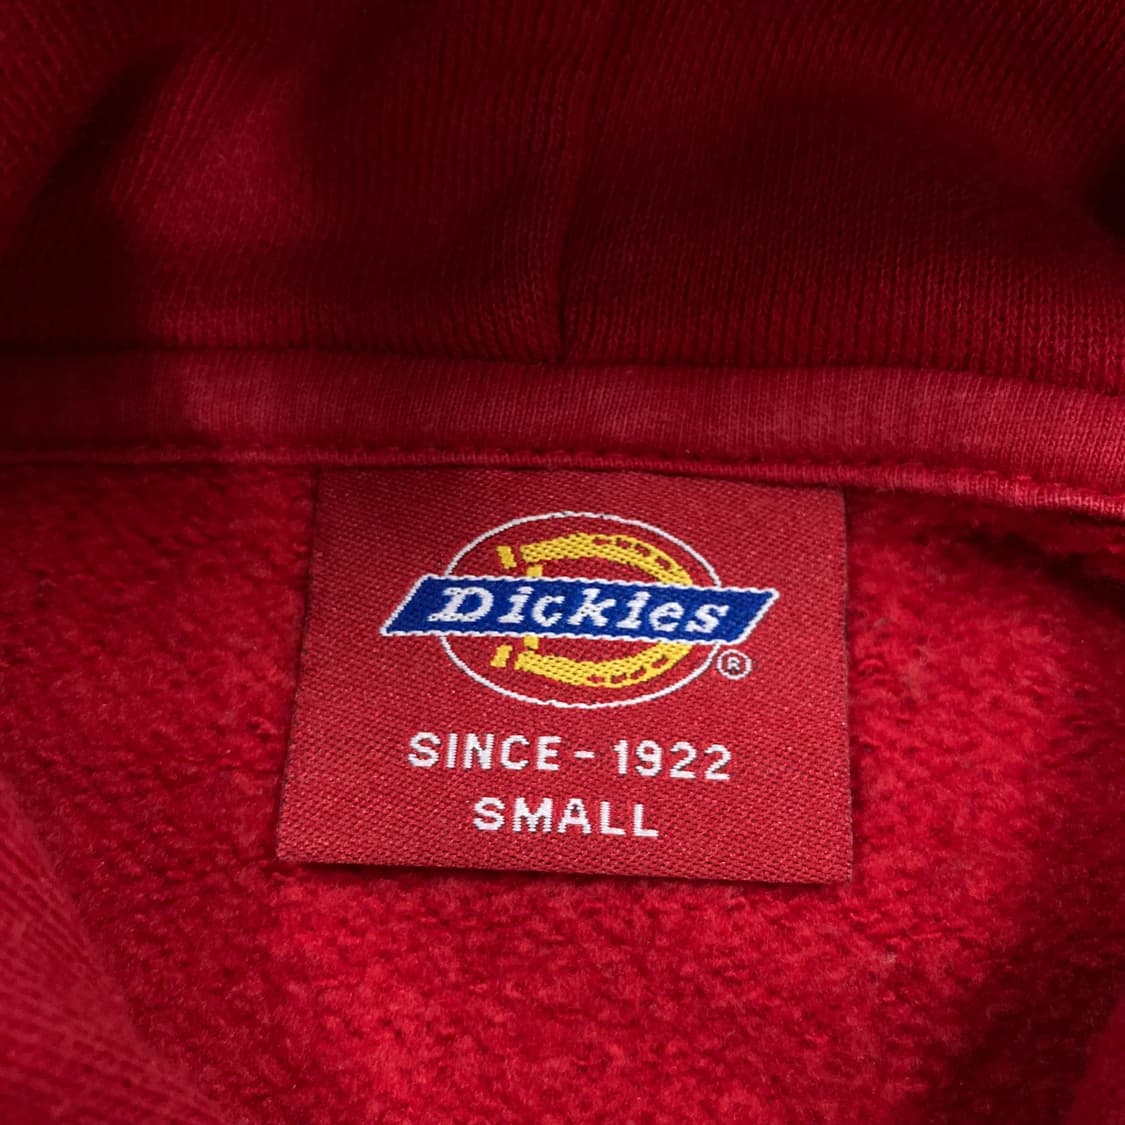 Dickies
®
SINCE - 1922
SMALL